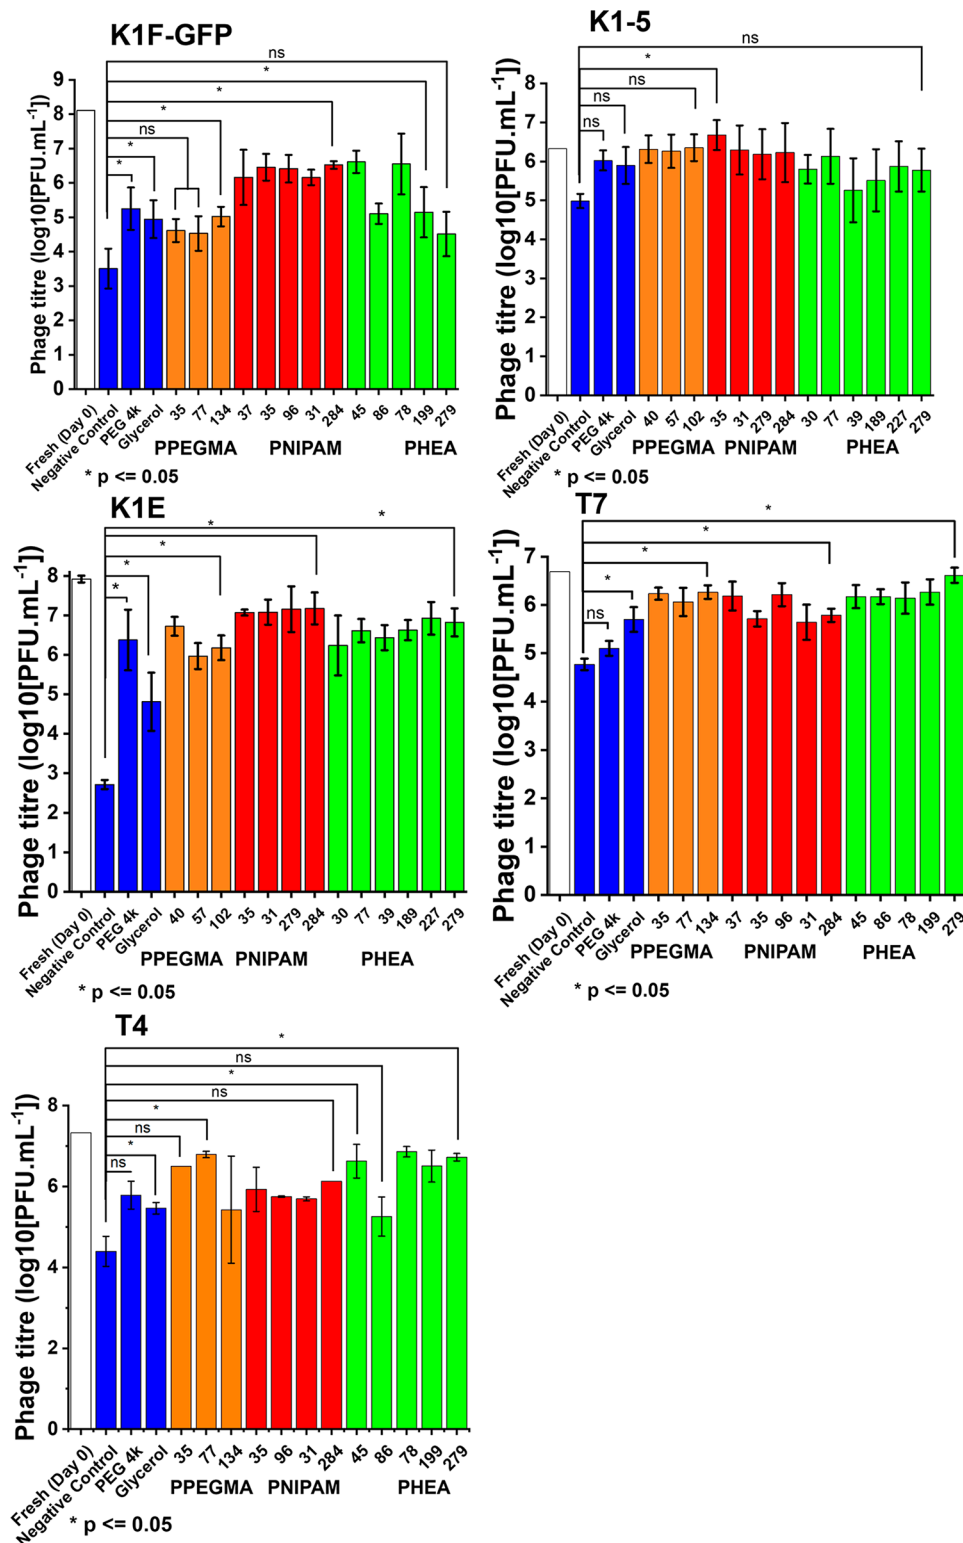 K1F-GFP
ns
*
*
*
ns
*
*
Phage titre (log10[PFU.mL⁻¹])
9
8
7
6
5
4
3
2
1
0
Fresh (Day 0)
Negative Control
PEG 4k
Glycerol
35 77 134 37 35 96 31 284 45 86 78 199 279
PPEGMA PNIPAM PHEA
* p <= 0.05
K1-5
ns
*
ns
ns
ns
Phage titre (log10[PFU.mL⁻¹])
8
7
6
5
4
3
2
1
0
Fresh (Day 0)
Negative Control
PEG 4k
Glycerol
40 57 102 35 31 279 284 30 77 39 189 227 279
PPEGMA PNIPAM PHEA
* p <= 0.05
K1E
*
*
*
*
*
Phage titre (log10[PFU.mL⁻¹])
8
7
6
5
4
3
2
1
0
Fresh (Day 0)
Negative Control
PEG 4k
Glycerol
40 57 102 35 31 279 284 30 77 39 189 227 279
PPEGMA PNIPAM PHEA
* p <= 0.05
T7
*
*
*
*
ns
Phage titre (log10[PFU.mL⁻¹])
7
6
5
4
3
2
1
0
Fresh (Day 0)
Negative Control
PEG 4k
Glycerol
35 77 134 37 35 96 31 284 45 86 78 199 279
PPEGMA PNIPAM PHEA
* p <= 0.05
T4
*
ns
*
ns
*
ns
*
ns
Phage titre (log10[PFU.mL⁻¹])
8
6
4
2
0
Fresh (Day 0)
Negative Control
PEG 4k
Glycerol
35 77 134 35 96 31 284 45 86 78 199 279
PPEGMA PNIPAM PHEA
* p <= 0.05